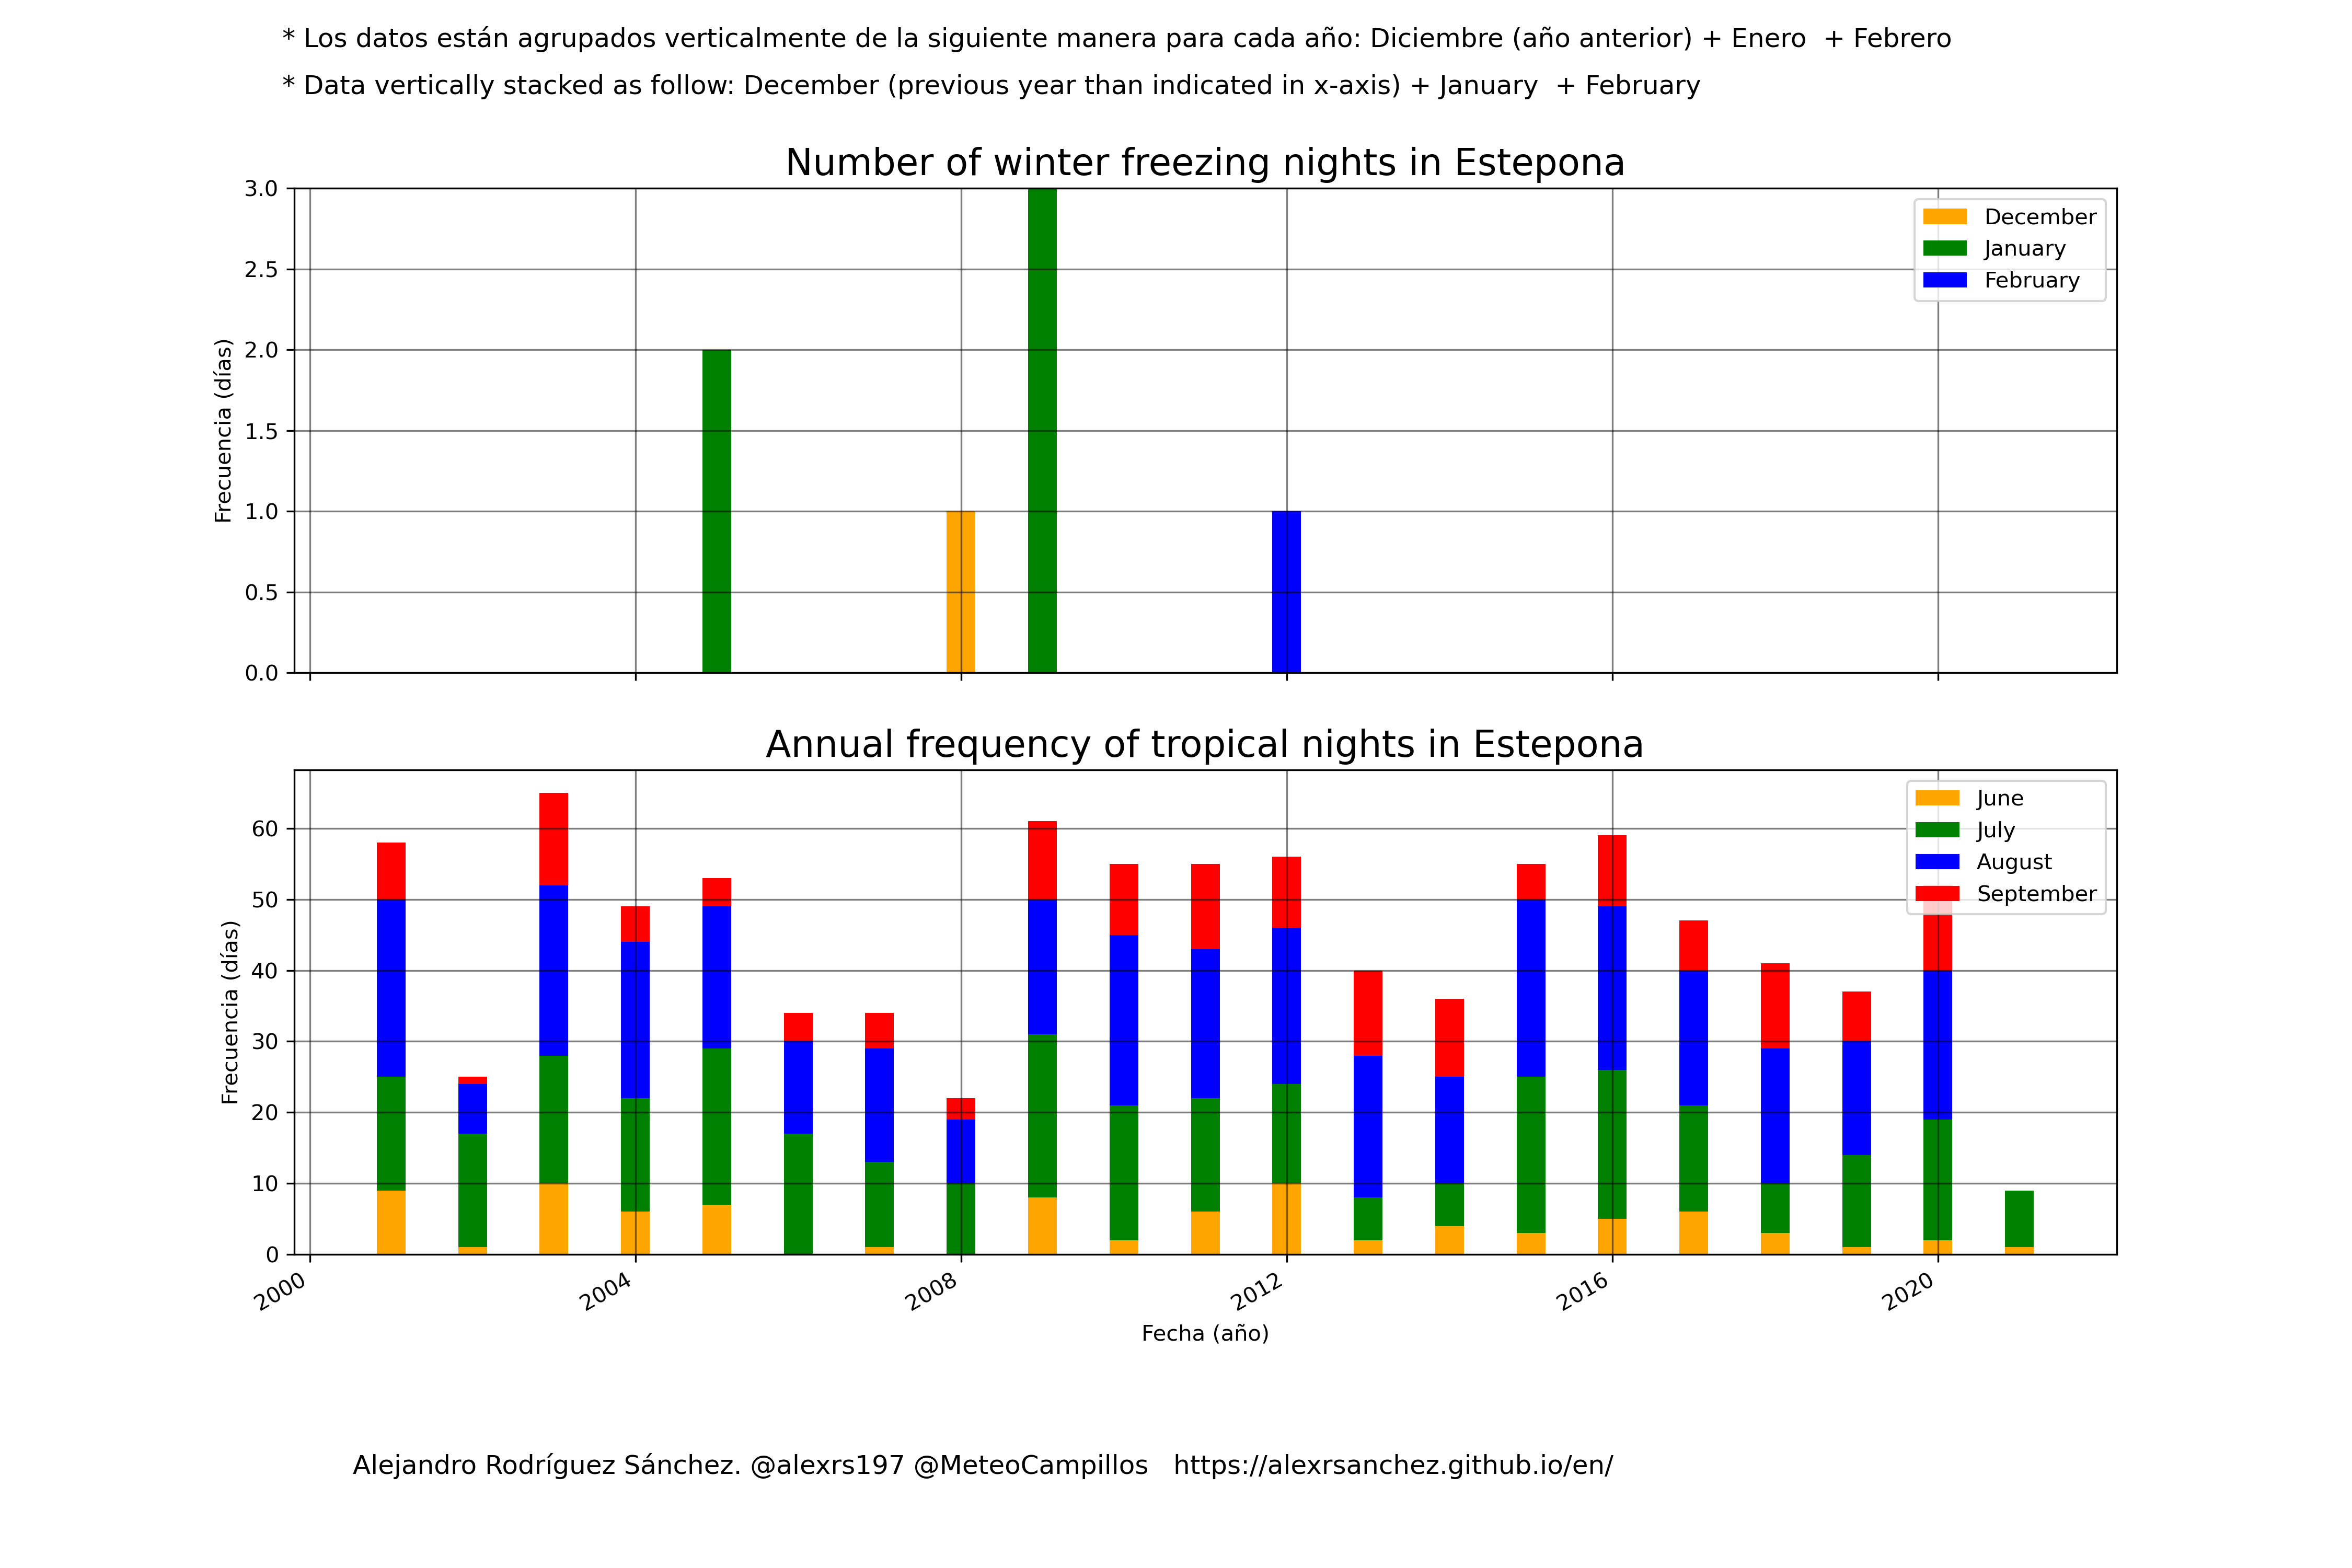 * Los datos están agrupados verticalmente de la siguiente manera para cada año: Diciembre (año anterior) + Enero  + Febrero
* Data vertically stacked as follow: December (previous year than indicated in x-axis) + January  + February
Number of winter freezing nights in Estepona
3.0
2.5
2.0
1.5
1.0
0.5
0.0
Frecuencia (días)
December
January
February
Annual frequency of tropical nights in Estepona
60
50
40
30
20
10
0
Frecuencia (días)
June
July
August
September
2000
2004
2008
2012
2016
2020
Fecha (año)
Alejandro Rodríguez Sánchez. @alexrs197 @MeteoCampillos   https://alexrsanchez.github.io/en/